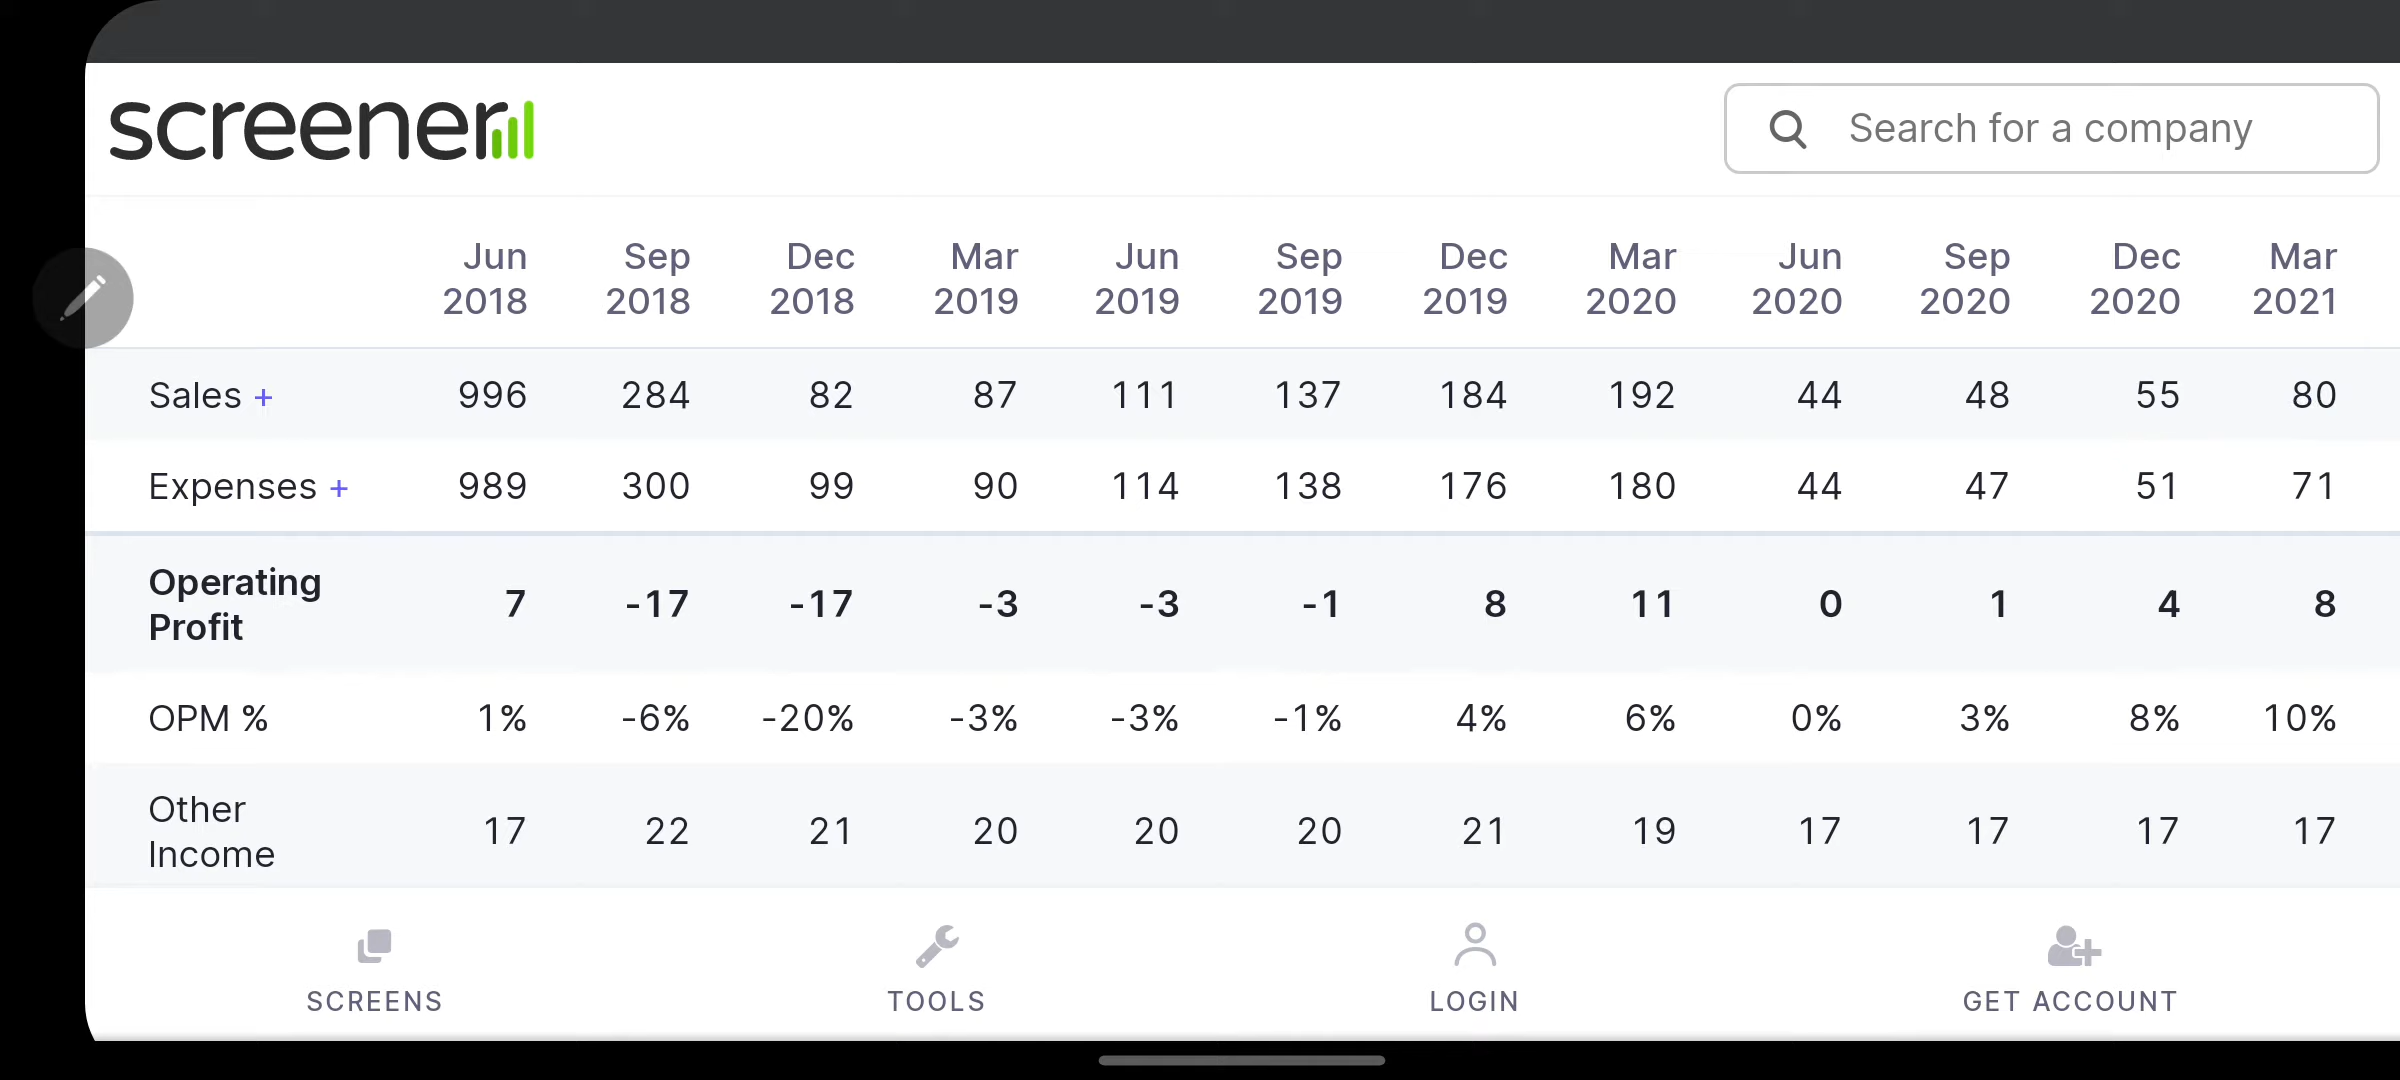 screener
Search for a company
Jun 2018 Sep 2018 Dec 2018 Mar 2019 Jun 2019 Sep 2019 Dec 2019 Mar 2020 Jun 2020 Sep 2020 Dec 2020 Mar 2021
Sales + 996 284 82 87 111 137 184 192 44 48 55 80
Expenses + 989 300 99 90 114 138 176 180 44 47 51 71
Operating Profit 7 -17 -17 -3 -3 -1 8 11 0 1 4 8
OPM % 1% -6% -20% -3% -3% -1% 4% 6% 0% 3% 8% 10%
Other Income 17 22 21 20 20 20 21 19 17 17 17 17
SCREENS TOOLS LOGIN GET ACCOUNT